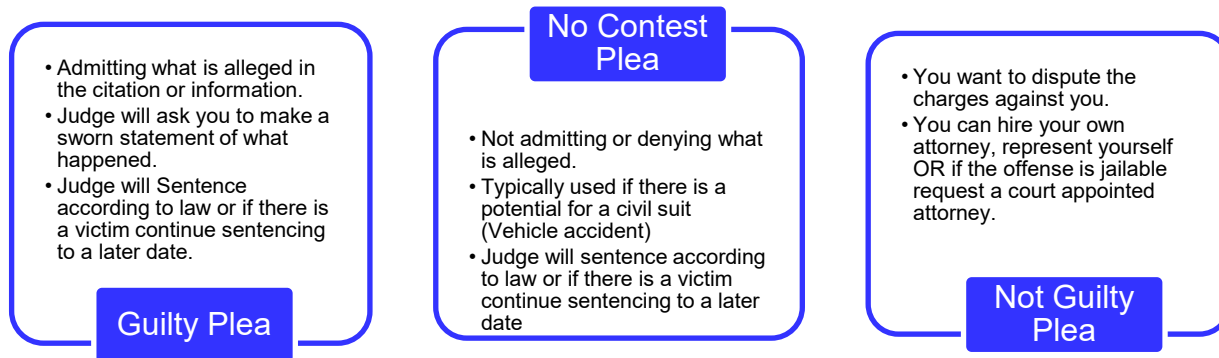 • Admitting what is alleged in
the citation or information.
• Judge will ask you to make a
sworn statement of what
happened.
• Judge will Sentence
according to law or if there is
a victim continue sentencing
to a later date.
Guilty Plea
No Contest
Plea
• Not admitting or denying what
is alleged.
• Typically used if there is a
potential for a civil suit
(Vehicle accident)
• Judge will sentence according
to law or if there is a victim
continue sentencing to a later
date
• You want to dispute the
charges against you.
• You can hire your own
attorney, represent yourself
OR if the offense is jailable
request a court appointed
attorney.
Not Guilty
Plea